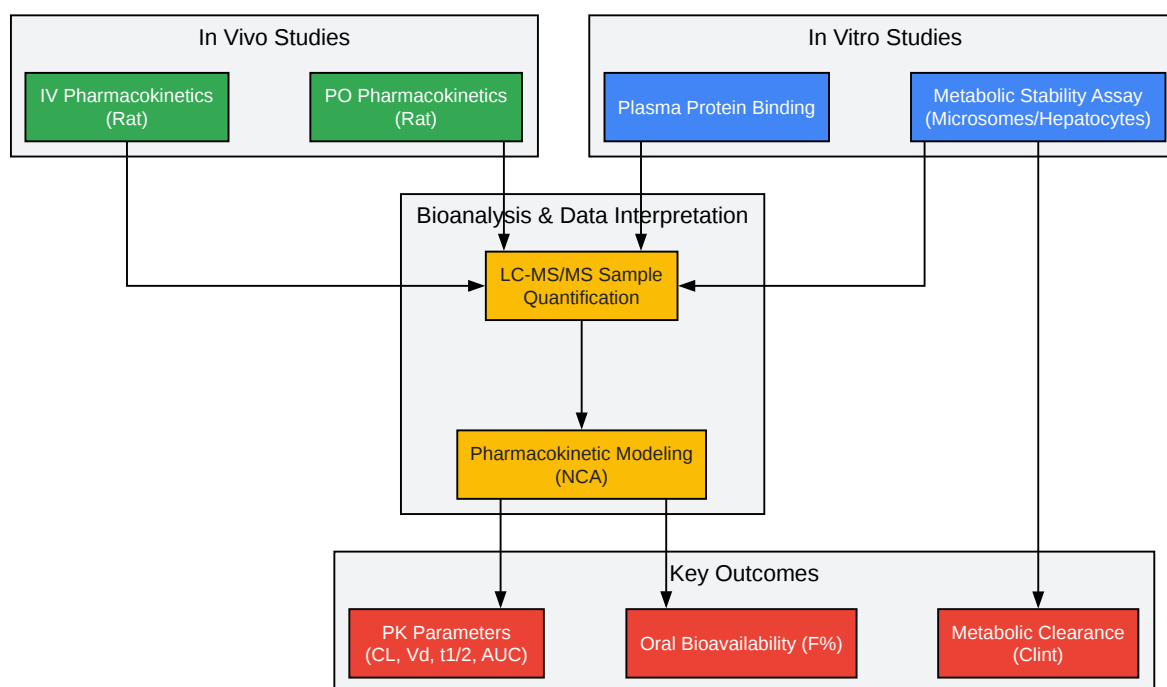 In Vivo Studies
IV Pharmacokinetics
(Rat)
PO Pharmacokinetics
(Rat)
In Vitro Studies
Plasma Protein Binding
Metabolic Stability Assay
(Microsomes/Hepatocytes)
Bioanalysis & Data Interpretation
LC-MS/MS Sample
Quantification
Pharmacokinetic Modeling
(NCA)
Key Outcomes
PK Parameters
(CL, Vd, t1/2, AUC)
Oral Bioavailability (F%)
Metabolic Clearance
(Clint)